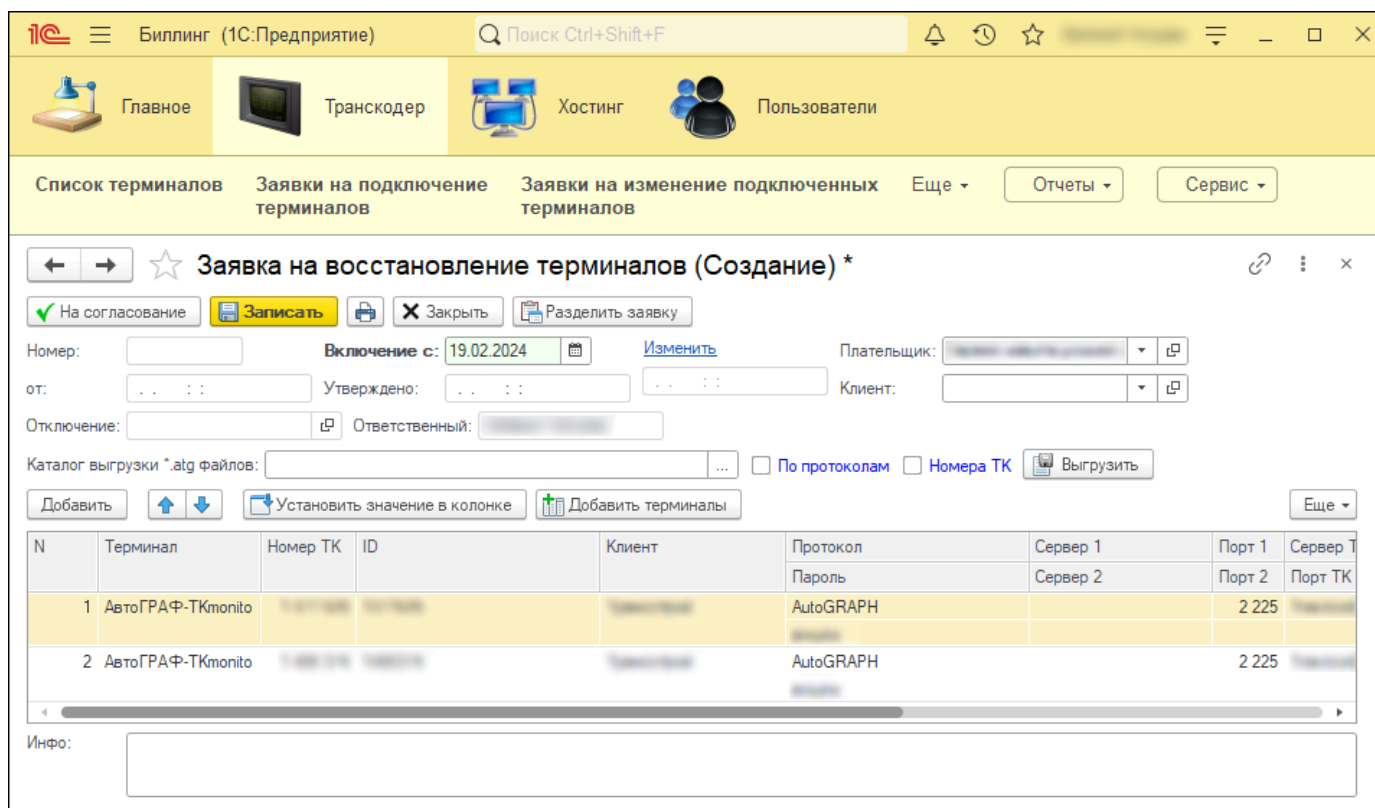 1С Биллинг (1С:Предприятие) Поиск Ctrl+Shift+F
Главное Транскодер Хостинг Пользователи
Список терминалов Заявки на подключение терминалов Заявки на изменение подключенных терминалов Еще Отчеты Сервис
Заявка на восстановление терминалов (Создание) *
На согласование Записать Закрыть Разделить заявку
Номер: Включение с: 19.02.2024 Изменить Плательщик:
от: . . : : Утверждено: . . : : . . : : Клиент:
Отключение: Ответственный:
Каталог выгрузки *.atg файлов: ... По протоколам Номера ТК Выгрузить
Добавить Установить значение в колонке Добавить терминалы Еще
N Терминал Номер ТК ID Клиент Протокол Сервер 1 Порт 1 Сервер Т
Пароль Сервер 2 Порт 2 Порт ТК
1 АвтоГРАФ-TKmonito AutoGRAPH 2 225
2 АвтоГРАФ-TKmonito AutoGRAPH 2 225
Инфо: